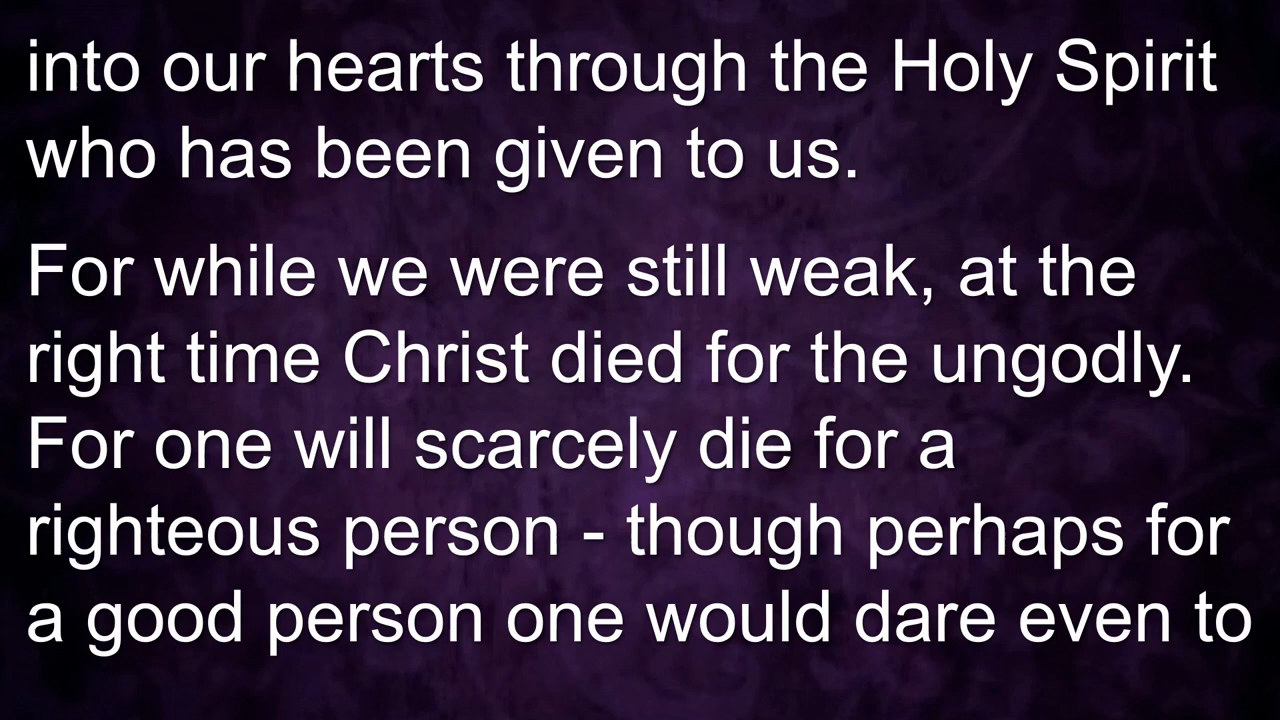 into our hearts through the Holy Spirit
who has been given to us.
For while we were still weak, at the
right time Christ died for the ungodly.
For one will scarcely die for a
righteous person - though perhaps for
a good person one would dare even to